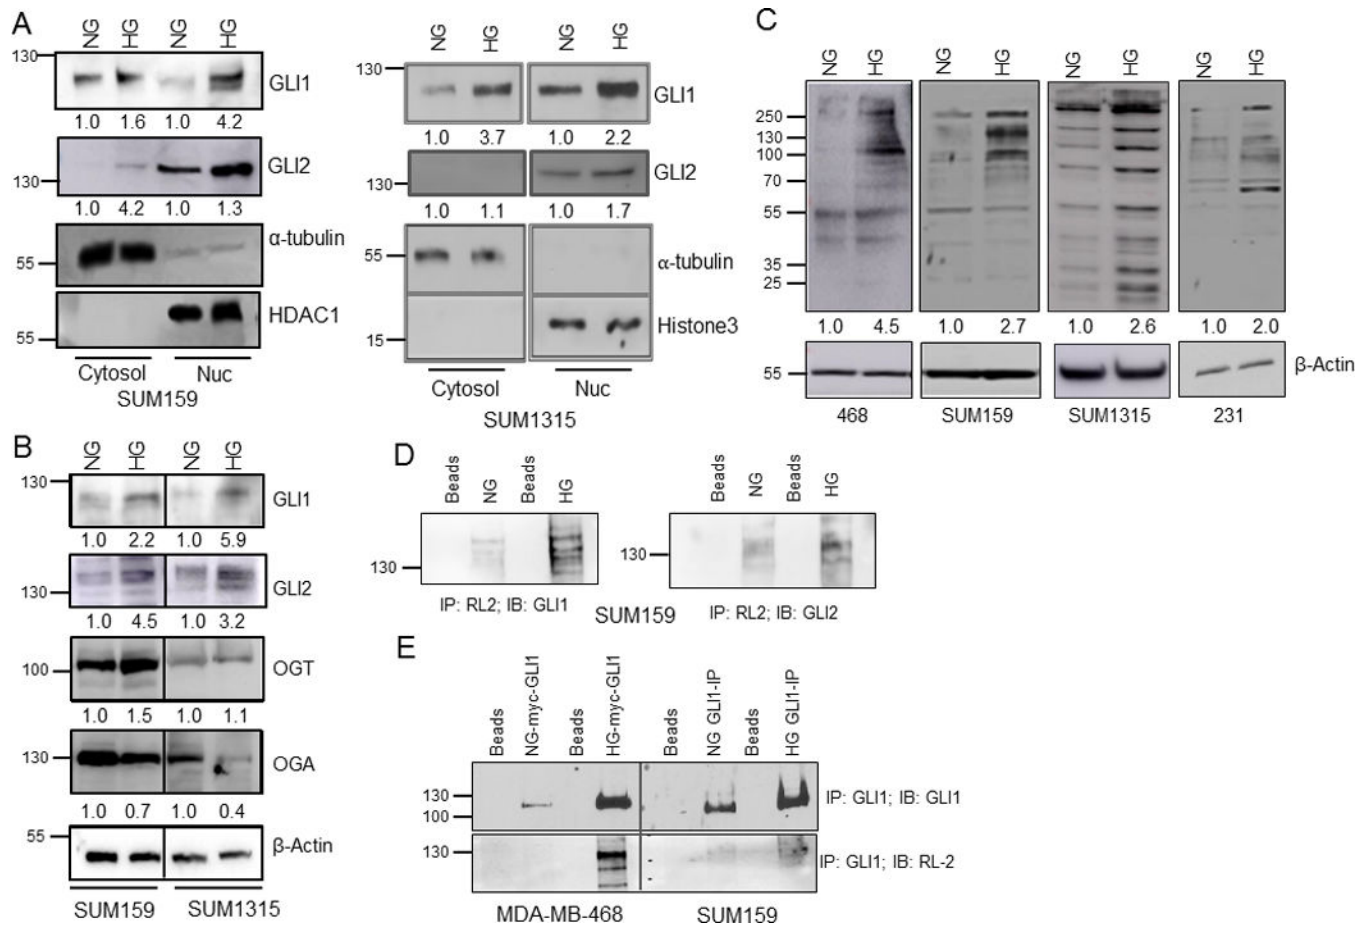 A
NG HG NG HG
130
GLI1
1.0 1.6 1.0 4.2
GLI2
130
1.0 4.2 1.0 1.3
α-tubulin
55
HDAC1
55
Cytosol Nuc
SUM159
NG HG NG HG
130
GLI1
1.0 3.7 1.0 2.2
GLI2
130
1.0 1.1 1.0 1.7
55
α-tubulin
Histone3
15
Cytosol Nuc
SUM1315
B
NG HG NG HG
130
GLI1
1.0 2.2 1.0 5.9
GLI2
130
1.0 4.5 1.0 3.2
OGT
100
1.0 1.5 1.0 1.1
130
OGA
1.0 0.7 1.0 0.4
55
β-Actin
SUM159 SUM1315
C
NG HG NG HG NG HG NG HG
250
130
100
70
55
35
25
1.0 4.5 1.0 2.7 1.0 2.6 1.0 2.0
55
β-Actin
468 SUM159 SUM1315 231
D
Beads NG Beads HG
130
IP: RL2; IB: GLI1
Beads NG Beads HG
130
IP: RL2; IB: GLI2
SUM159
E
Beads NG-myc-GLI1 Beads HG-myc-GLI1 Beads NG GLI1-IP Beads HG GLI1-IP
130
100
IP: GLI1; IB: GLI1
130
IP: GLI1; IB: RL-2
MDA-MB-468 SUM159